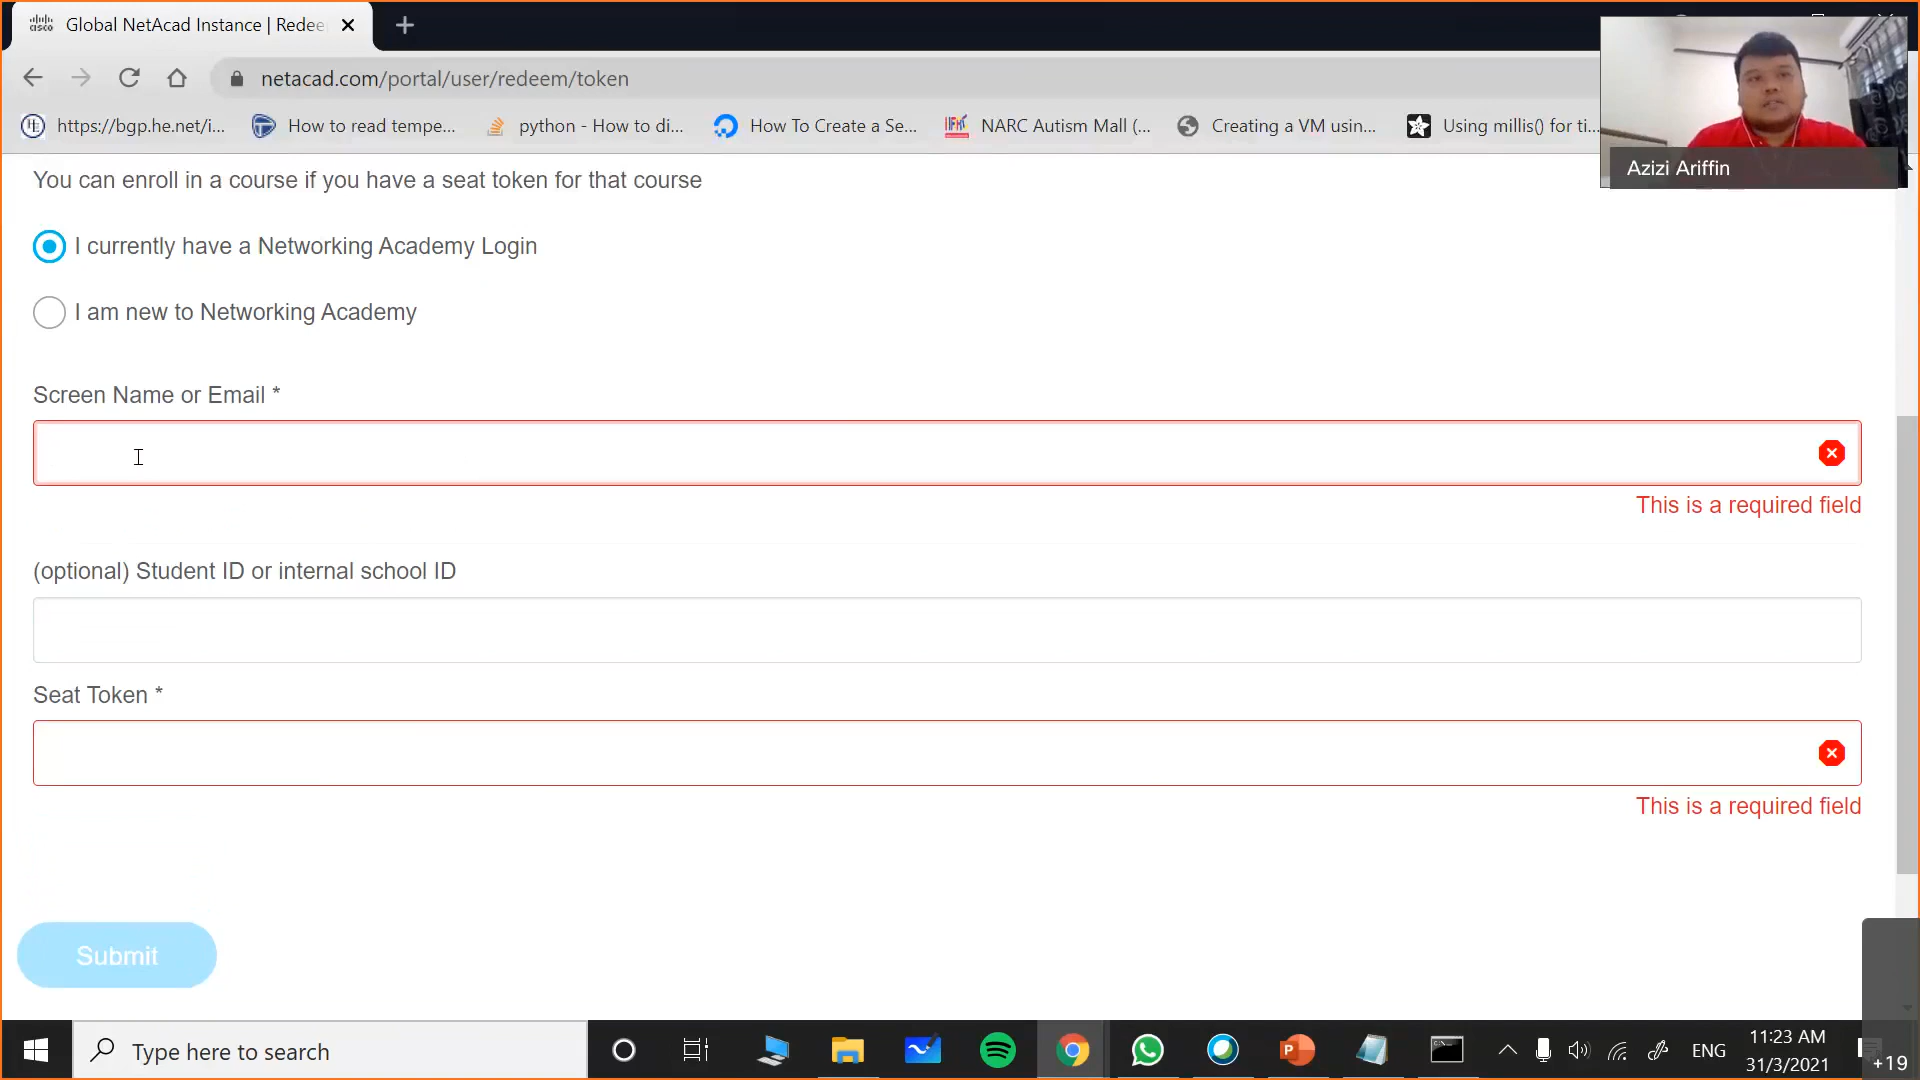 Global NetAcad Instance | Redee
netacad.com/portal/user/redeem/token
https://bgp.he.net/i...
How to read tempe...
python - How to di...
How To Create a Se...
NARC Autism Mall (...
Creating a VM usin...
Using millis() for ti...
Azizi Ariffin
You can enroll in a course if you have a seat token for that course
I currently have a Networking Academy Login
I am new to Networking Academy
Screen Name or Email *
This is a required field
(optional) Student ID or internal school ID
Seat Token *
This is a required field
Submit
Type here to search
ENG
11:23 AM
31/3/2021
+19